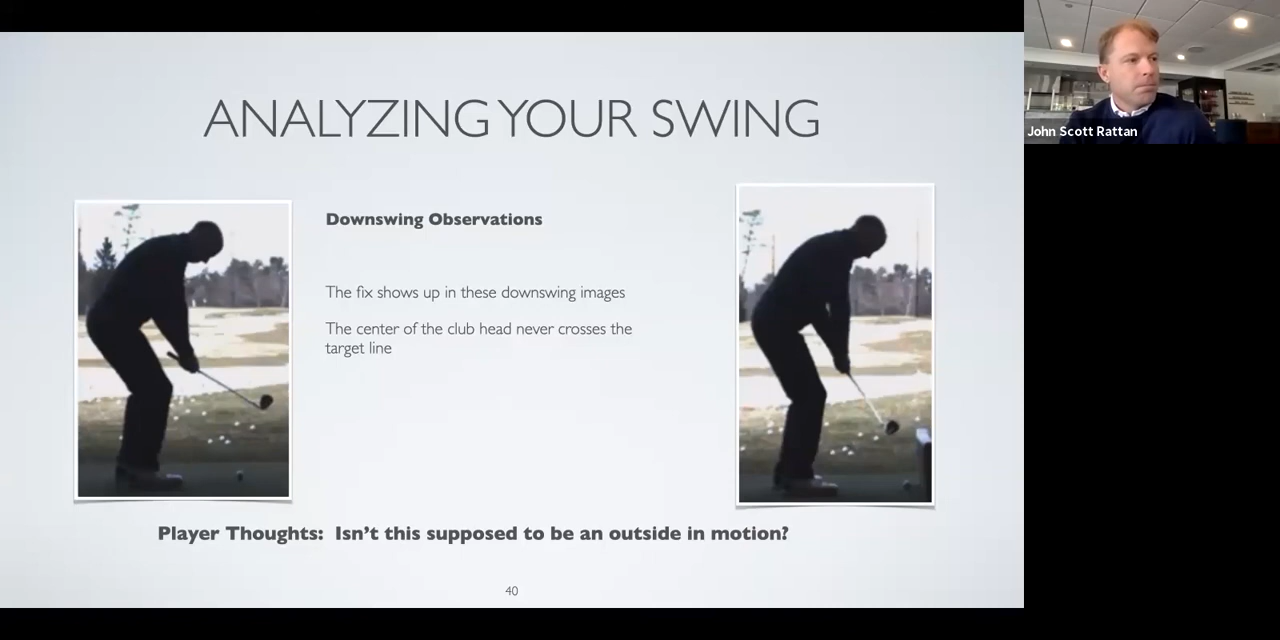 ANALYZING YOUR SWING
John Scott Rattan
Downswing Observations
The fix shows up in these downswing images
The center of the club head never crosses the
target line
Player Thoughts:  Isn’t this supposed to be an outside in motion?
40